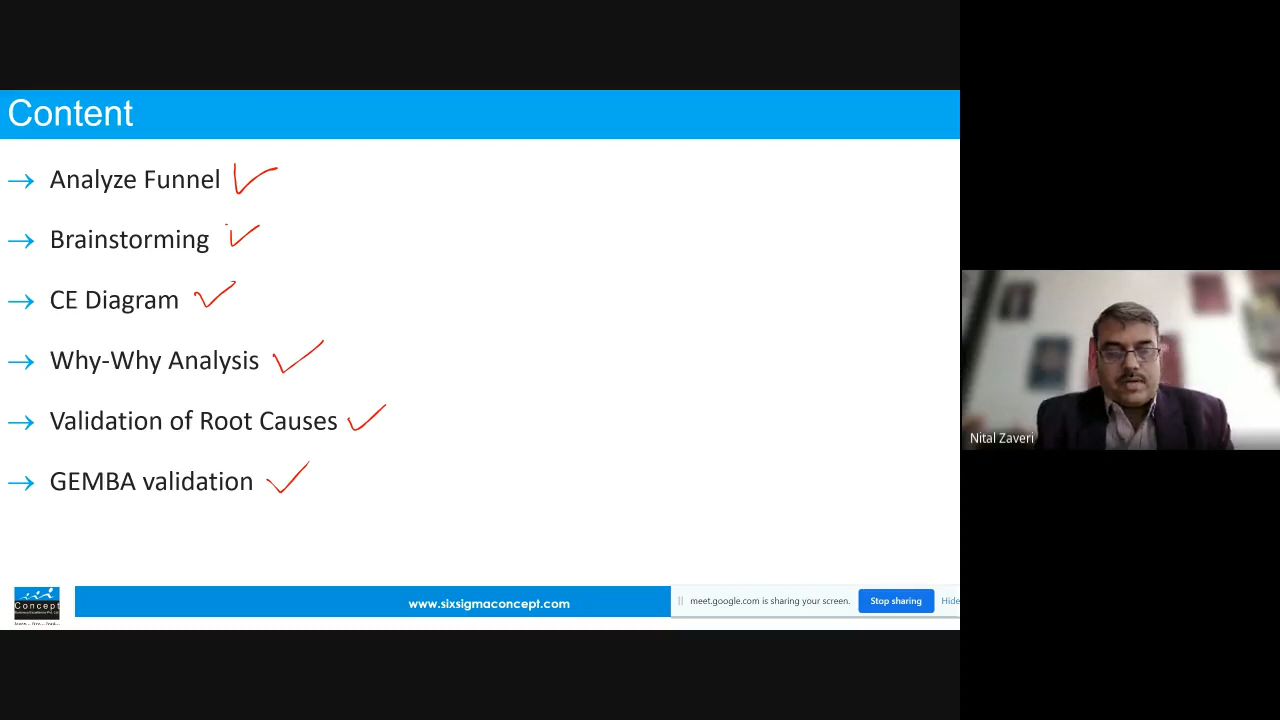 Content
→ Analyze Funnel
→ Brainstorming
→ CE Diagram
→ Why-Why Analysis
→ Validation of Root Causes
→ GEMBA validation
Concept
www.sixsigmaconcept.com
meet.google.com is sharing your screen.
Stop sharing
Hide
Nital Zaveri